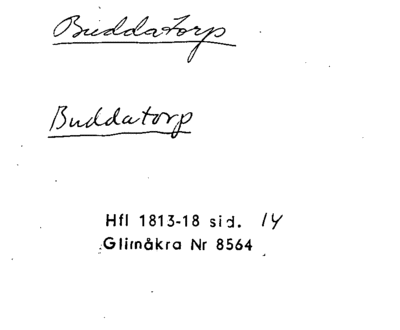 Buddatorp
Buddatorp
Hfl 1813-18 sid. 14
Glimåkra Nr 8564